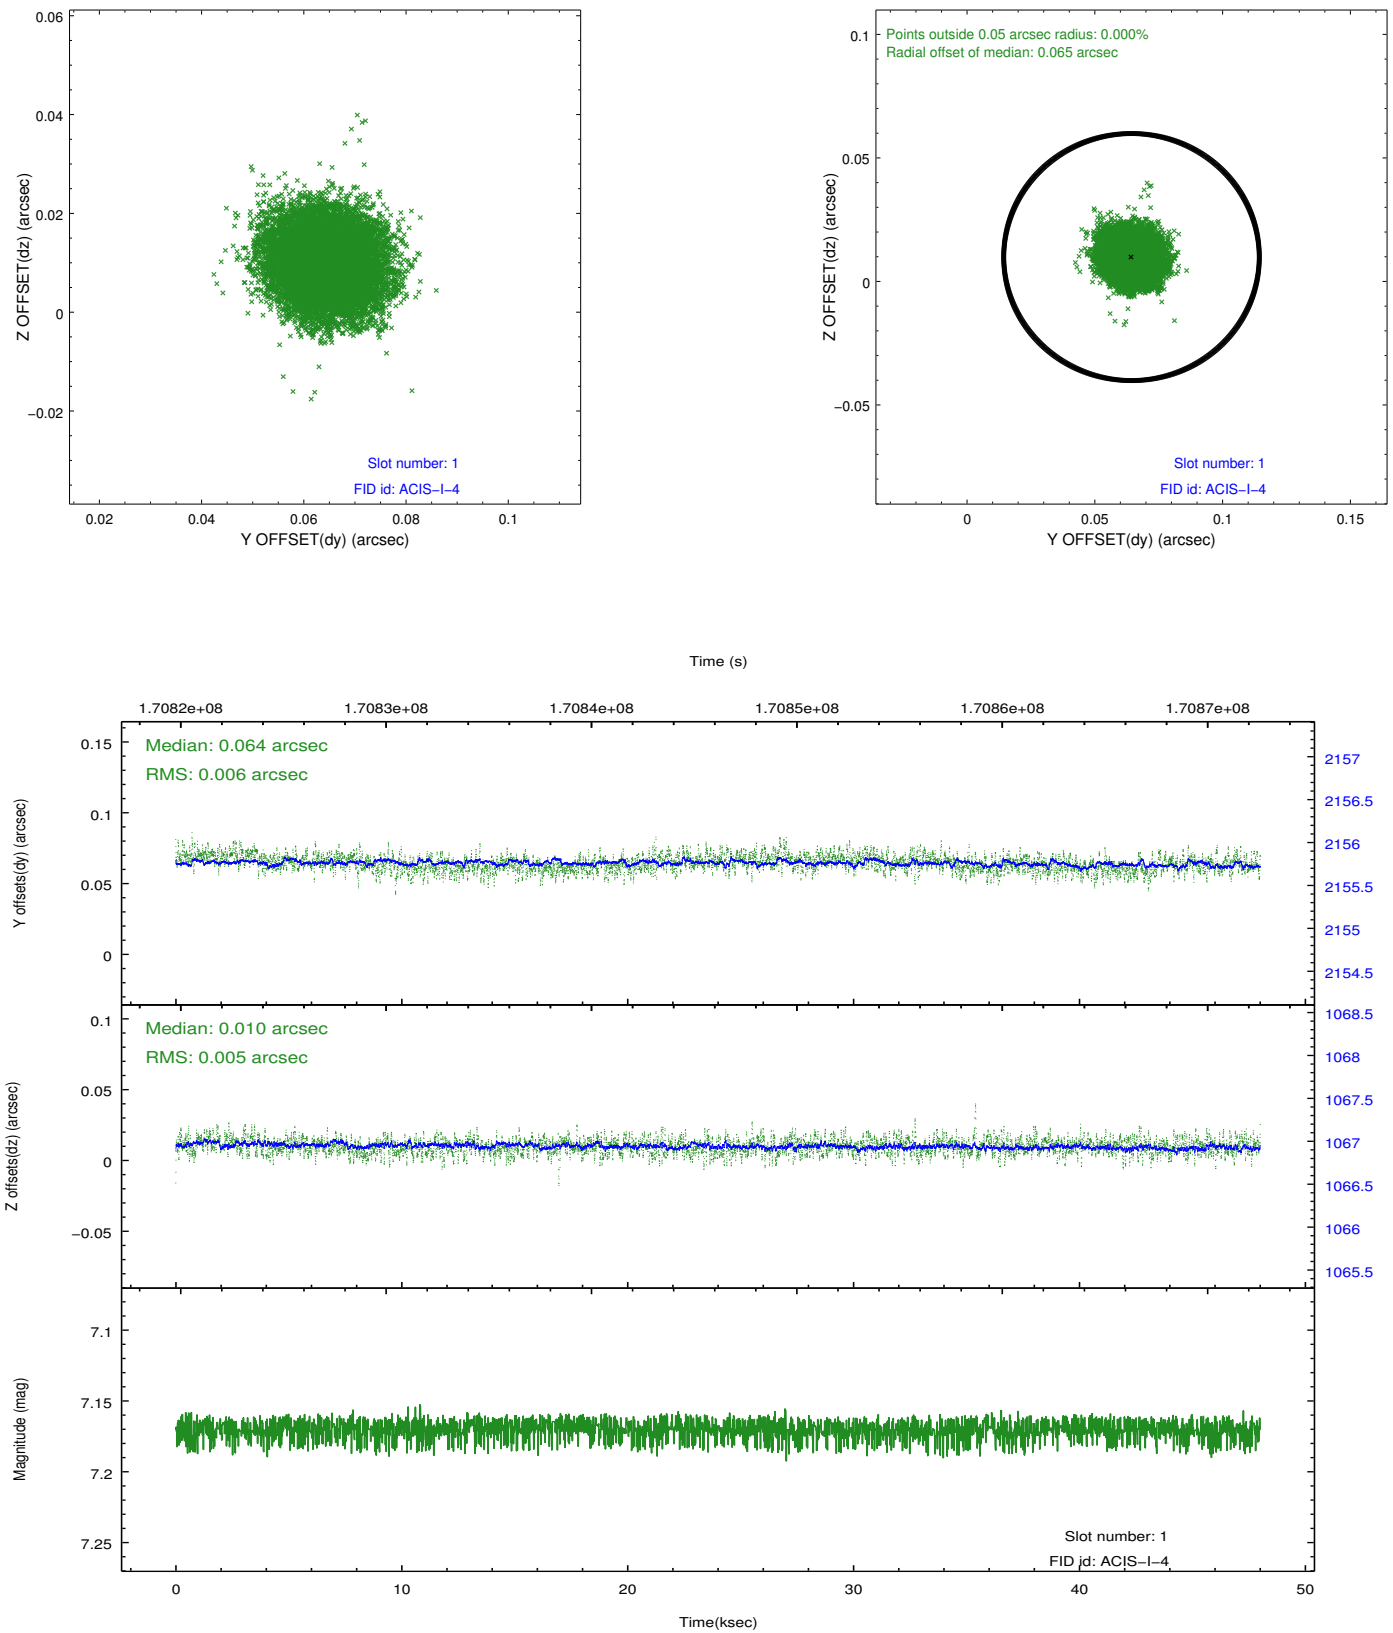 0.06
0.04
0.02
0
−0.02
Z OFFSET(dz) (arcsec)
Slot number: 1
FID id: ACIS−I−4
0.02 0.04 0.06 0.08 0.1
Y OFFSET(dy) (arcsec)
Points outside 0.05 arcsec radius: 0.000%
Radial offset of median: 0.065 arcsec
0.1
0.05
0
−0.05
Z OFFSET(dz) (arcsec)
Slot number: 1
FID id: ACIS−I−4
0 0.05 0.1 0.15
Y OFFSET(dy) (arcsec)
Time (s)
1.7082e+08 1.7083e+08 1.7084e+08 1.7085e+08 1.7086e+08 1.7087e+08
Median: 0.064 arcsec
RMS: 0.006 arcsec
0.15
0.1
0.05
0
Y offsets(dy) (arcsec)
2157
2156.5
2156
2155.5
2155
2154.5
Median: 0.010 arcsec
RMS: 0.005 arcsec
0.1
0.05
0
−0.05
Z offsets(dz) (arcsec)
1068.5
1068
1067.5
1067
1066.5
1066
1065.5
7.1
7.15
7.2
7.25
Magnitude (mag)
Slot number: 1
FID id: ACIS−I−4
0 10 20 30 40 50
Time(ksec)